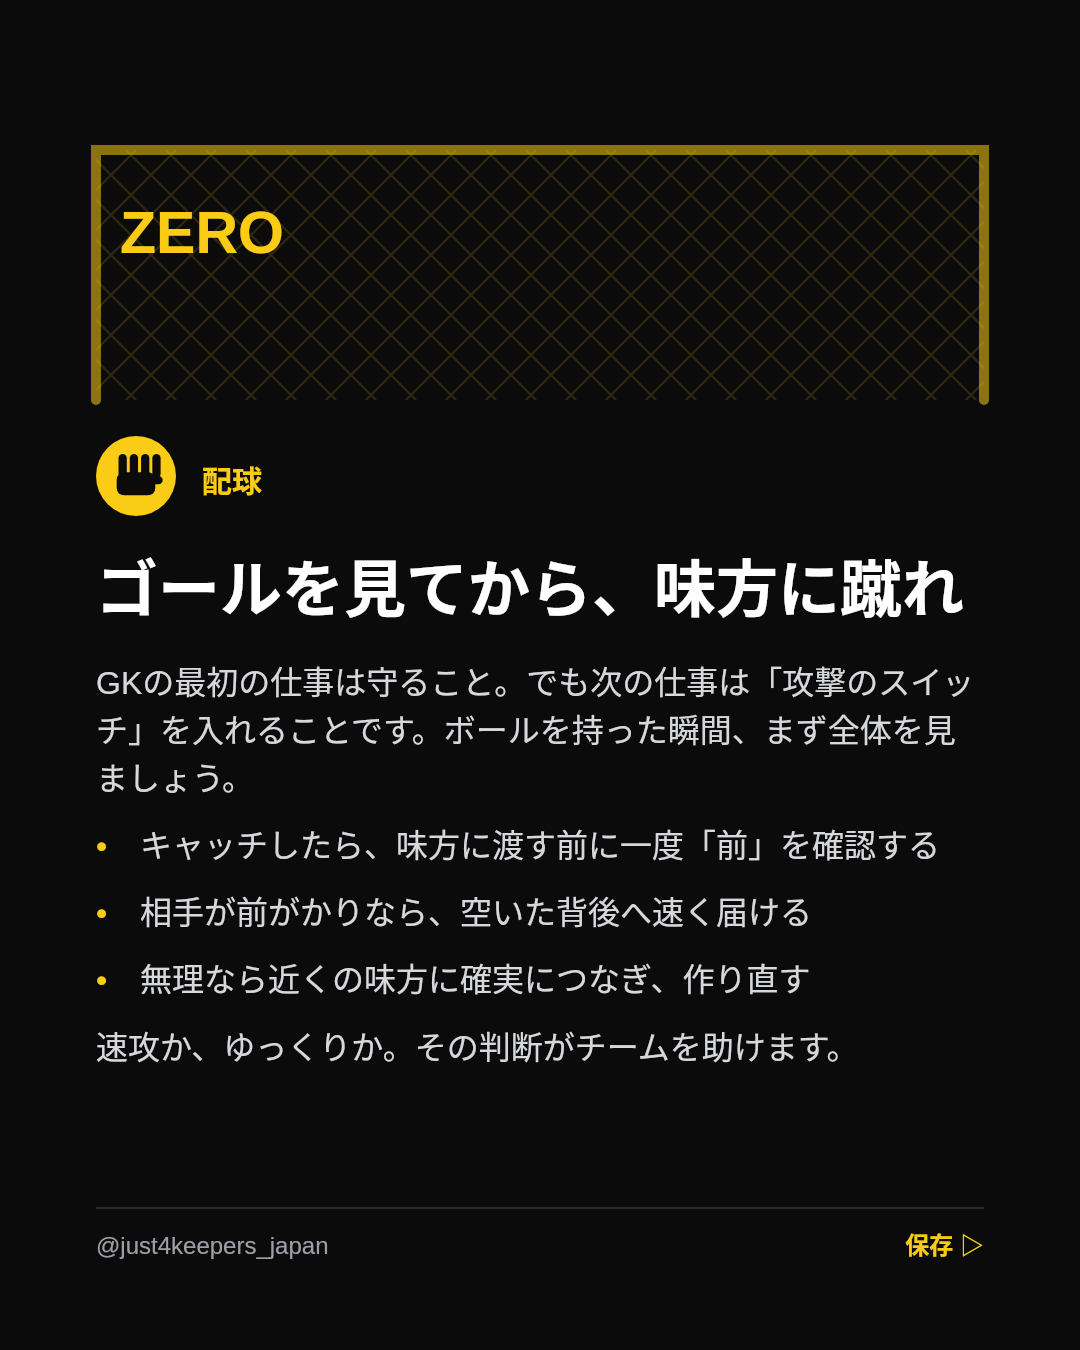 ZERO
配球
ゴールを見てから、味方に蹴れ
GKの最初の仕事は守ること。でも次の仕事は「攻撃のスイッ
チ」を入れることです。ボールを持った瞬間、まず全体を見
ましょう。
• キャッチしたら、味方に渡す前に一度「前」を確認する
• 相手が前がかりなら、空いた背後へ速く届ける
• 無理なら近くの味方に確実につなぎ、作り直す
速攻か、ゆっくりか。その判断がチームを助けます。
@just4keepers_japan
保存 ▷